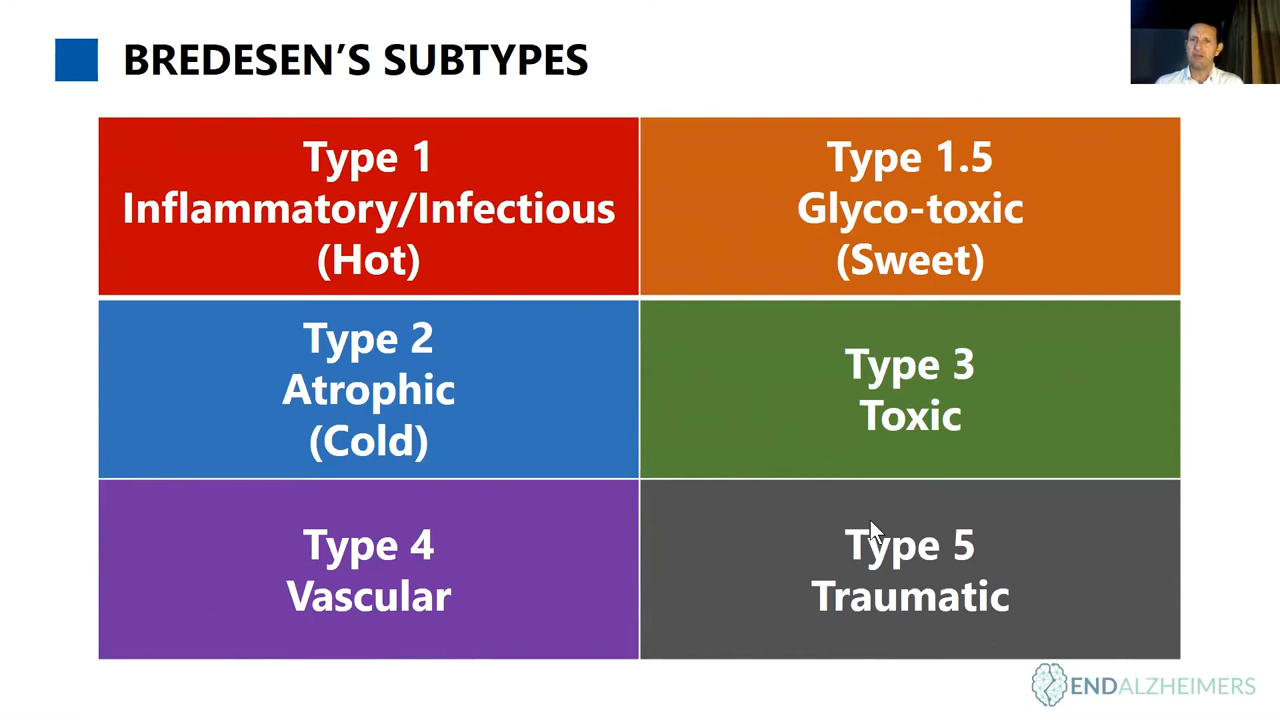 BREDESEN’S SUBTYPES
Type 1
Inflammatory/Infectious
(Hot)
Type 1.5
Glyco-toxic
(Sweet)
Type 2
Atrophic
(Cold)
Type 3
Toxic
Type 4
Vascular
Type 5
Traumatic
ENDALZHEIMERS